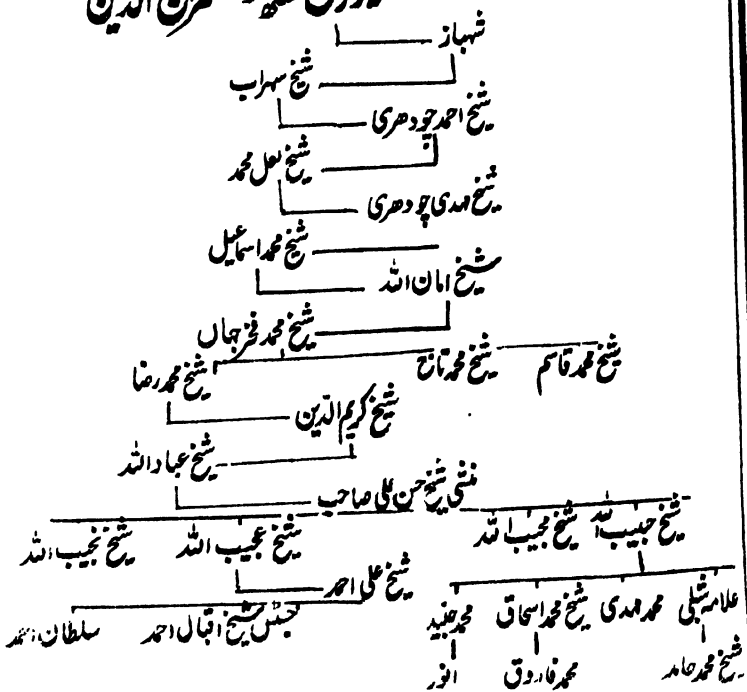 شہباز
شیخ سہراب
شیخ احمد چودھری
شیخ لعل محمد
شیخ مہدی چودھری
شیخ محمد اسماعیل
شیخ امان اللہ
شیخ محمد فخر جہاں
شیخ محمد قاسم شیخ محمد تاج شیخ محمد رضا
شیخ کریم الدین
شیخ عباد اللہ
منشی شیخ حسن علی صاحب
شیخ حبیب اللہ شیخ مجیب اللہ شیخ عجیب اللہ شیخ نجیب اللہ
شیخ علی احمد
علامہ شبلی محمد مہدی شیخ محمد اسحاق محمد جنید جسٹس شیخ اقبال احمد سلطان احمد
شیخ محمد حامد محمد فاروق انور